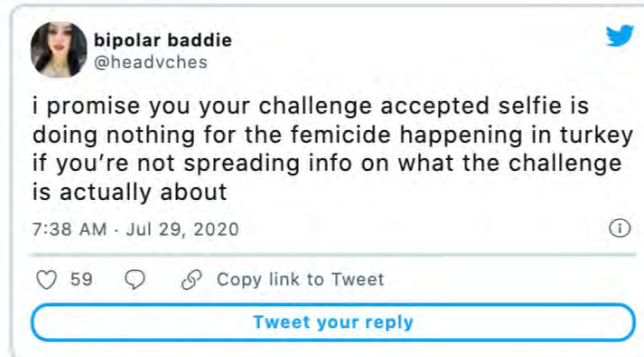 bipolar baddie
@headvches
i promise you your challenge accepted selfie is
doing nothing for the femicide happening in turkey
if you’re not spreading info on what the challenge
is actually about
7:38 AM · Jul 29, 2020
59 Copy link to Tweet
Tweet your reply